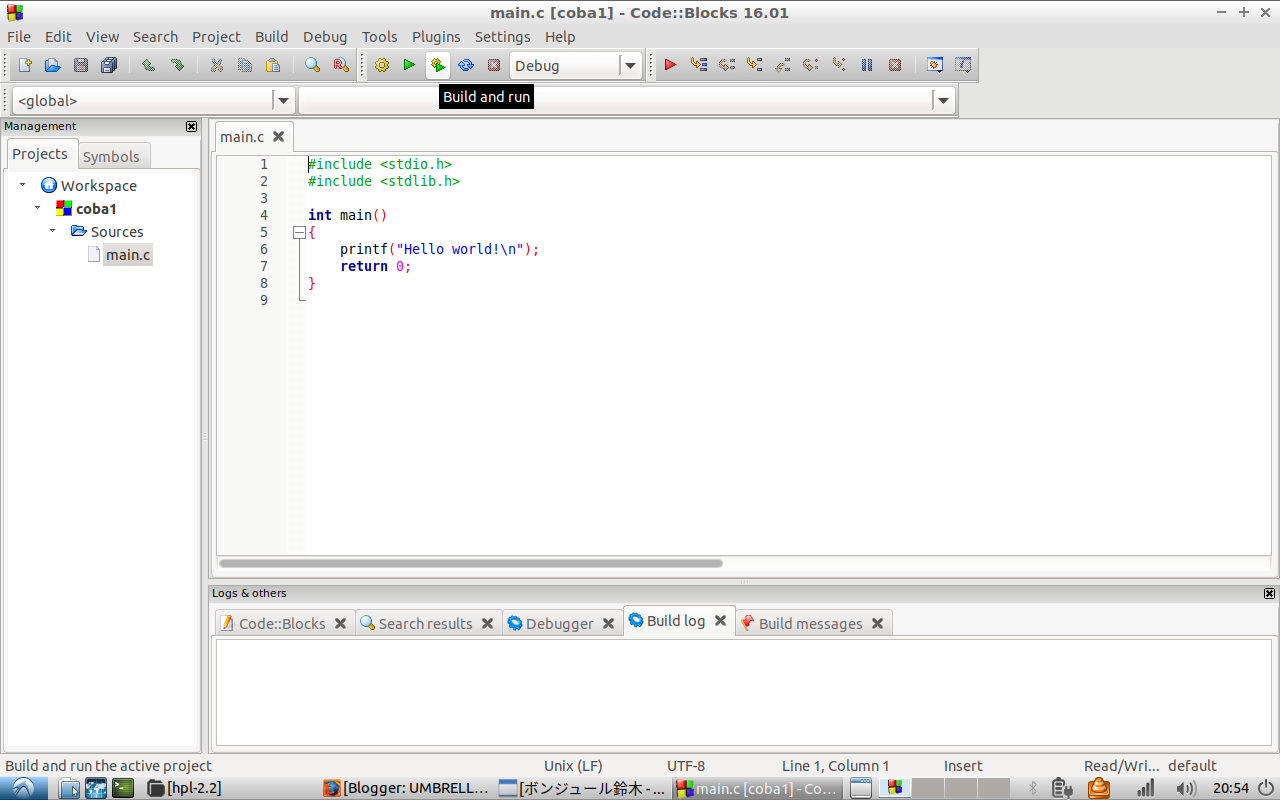 main.c [coba1] - Code::Blocks 16.01
File Edit View Search Project Build Debug Tools Plugins Settings Help
Debug
<global>
Build and run
Management
Projects Symbols
Workspace
coba1
Sources
main.c
main.c
1 #include <stdio.h>
2 #include <stdlib.h>
3
4 int main()
5 {
6 printf("Hello world!\n");
7 return 0;
8 }
9
Logs & others
Code::Blocks Search results Debugger Build log Build messages
Build and run the active project Unix (LF) UTF-8 Line 1, Column 1 Insert Read/Wri... default
[hpl-2.2] [Blogger: UMBRELL... [ボンジュール鈴木 - ... main.c [coba1] - Co... 20:54